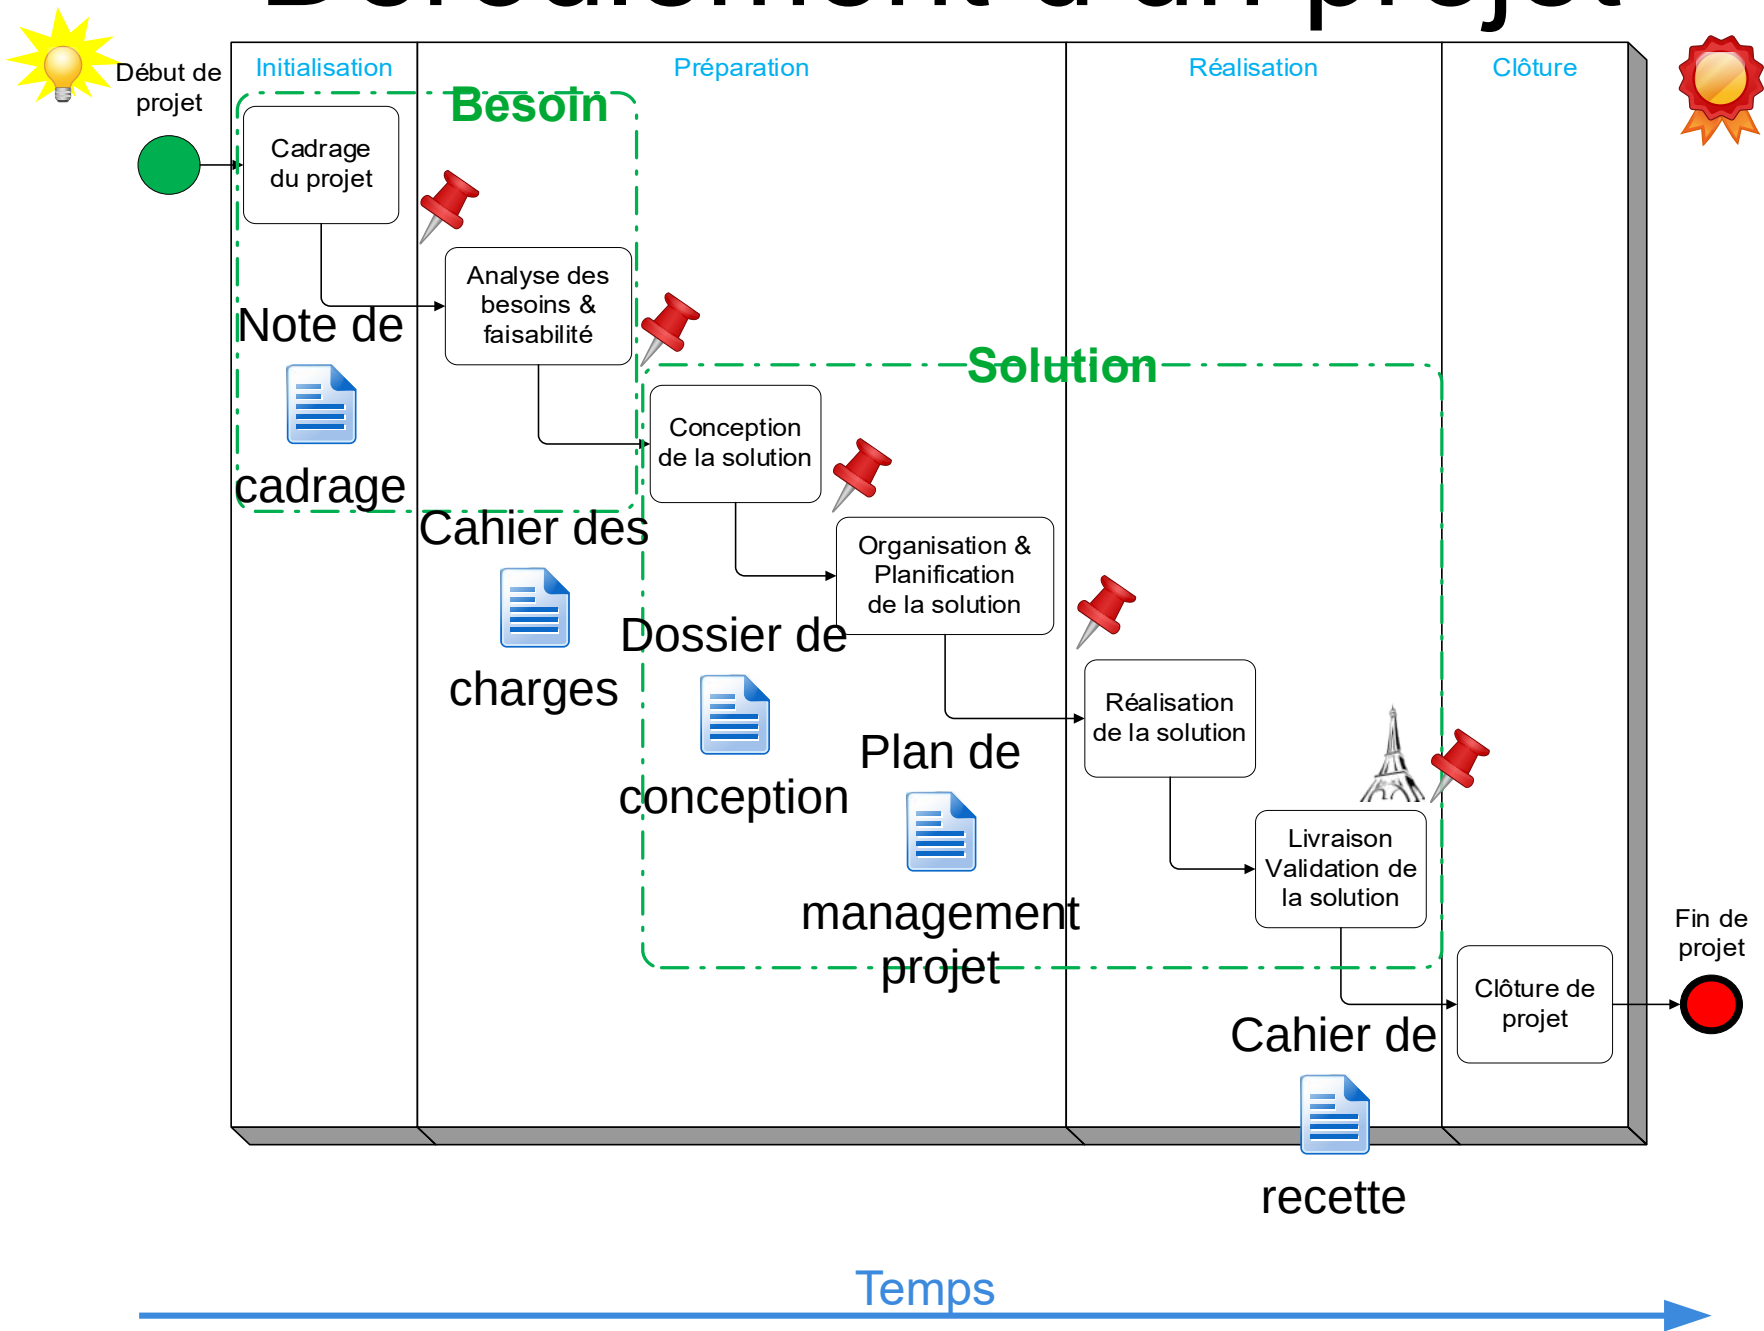 Déroulement d'un projet
Début de
projet
Initialisation
Préparation
Réalisation
Clôture
Besoin
Cadrage
du projet
Analyse des
besoins &
faisabilité
Note de
cadrage
Solution
Conception
de la solution
Cahier des
charges
Organisation &
Planification
de la solution
Dossier de
conception
Réalisation
de la solution
Plan de
management
projet
Livraison
Validation de
la solution
Fin de
projet
Clôture de
projet
Cahier de
recette
Temps